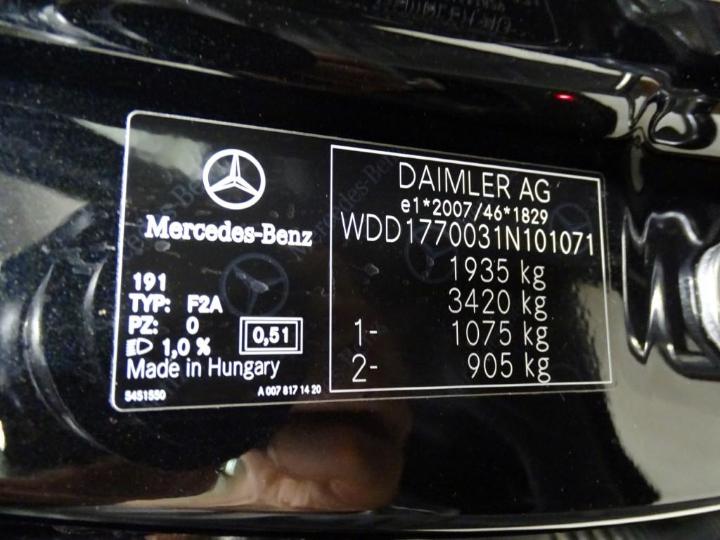 Mercedes-Benz
191
TYP: F2A
PZ: 0
1,0 %
0,51
Made in Hungary
5451550
A 007 817 14 20
DAIMLER AG
e1*2007/46*1829
WDD1770031N101071
1935 kg
3420 kg
1- 1075 kg
2- 905 kg